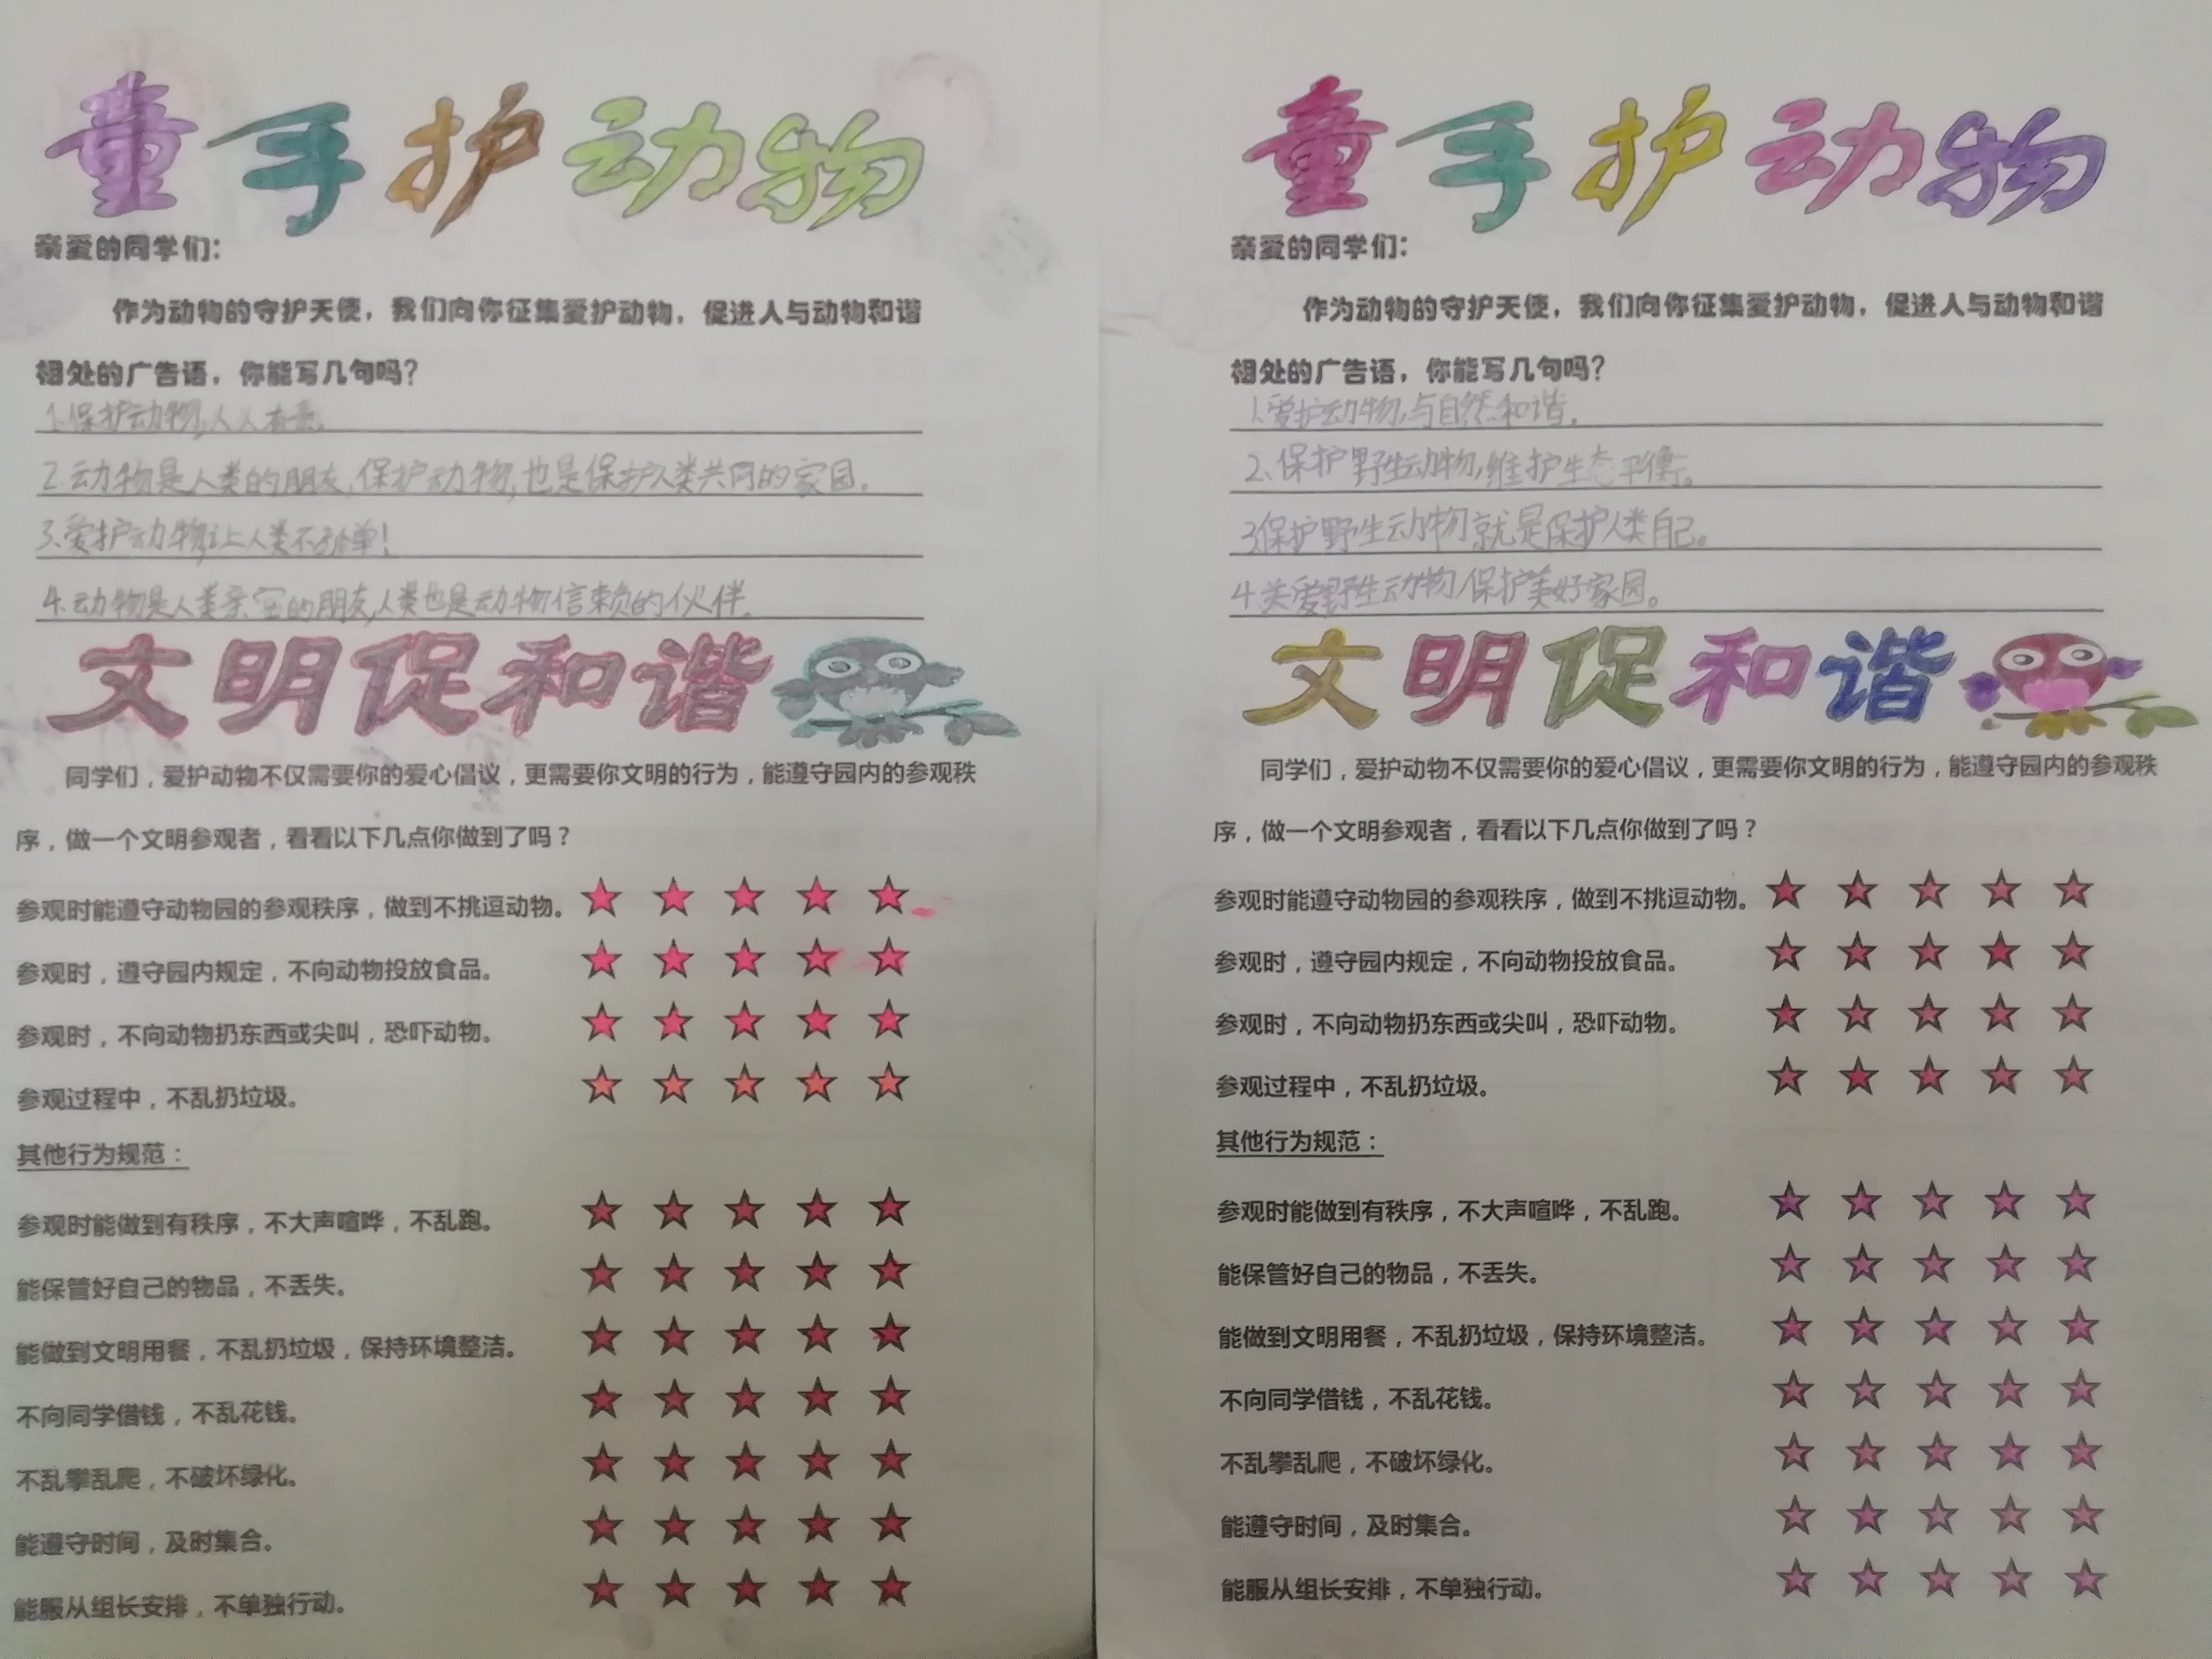 童手护动物
亲爱的同学们：
作为动物的守护天使，我们向你征集爱护动物，促进人与动物和谐
相处的广告语，你能写几句吗？
1.保护动物,人人有责。
2.动物是人类的朋友,保护动物,也是保护人类共同的家园。
3.爱护动物,让人类不孤单!
4.动物是人类亲密的朋友,人类也是动物信赖的伙伴。
文明促和谐
同学们，爱护动物不仅需要你的爱心倡议，更需要你文明的行为，能遵守园内的参观秩
序，做一个文明参观者，看看以下几点你做到了吗？
参观时能遵守动物园的参观秩序，做到不挑逗动物。
参观时，遵守园内规定，不向动物投放食品。
参观时，不向动物扔东西或尖叫，恐吓动物。
参观过程中，不乱扔垃圾。
其他行为规范：
参观时能做到有秩序，不大声喧哗，不乱跑。
能保管好自己的物品，不丢失。
能做到文明用餐，不乱扔垃圾，保持环境整洁。
不向同学借钱，不乱花钱。
不乱攀乱爬，不破坏绿化。
能遵守时间，及时集合。
能服从组长安排，不单独行动。
童手护动物
亲爱的同学们：
作为动物的守护天使，我们向你征集爱护动物，促进人与动物和谐
相处的广告语，你能写几句吗？
1.爱护动物,与自然和谐。
2.保护野生动物,维护生态平衡。
3.保护野生动物就是保护人类自己。
4.关爱野生动物,保护美好家园。
文明促和谐
同学们，爱护动物不仅需要你的爱心倡议，更需要你文明的行为，能遵守园内的参观秩
序，做一个文明参观者，看看以下几点你做到了吗？
参观时能遵守动物园的参观秩序，做到不挑逗动物。
参观时，遵守园内规定，不向动物投放食品。
参观时，不向动物扔东西或尖叫，恐吓动物。
参观过程中，不乱扔垃圾。
其他行为规范：
参观时能做到有秩序，不大声喧哗，不乱跑。
能保管好自己的物品，不丢失。
能做到文明用餐，不乱扔垃圾，保持环境整洁。
不向同学借钱，不乱花钱。
不乱攀乱爬，不破坏绿化。
能遵守时间，及时集合。
能服从组长安排，不单独行动。